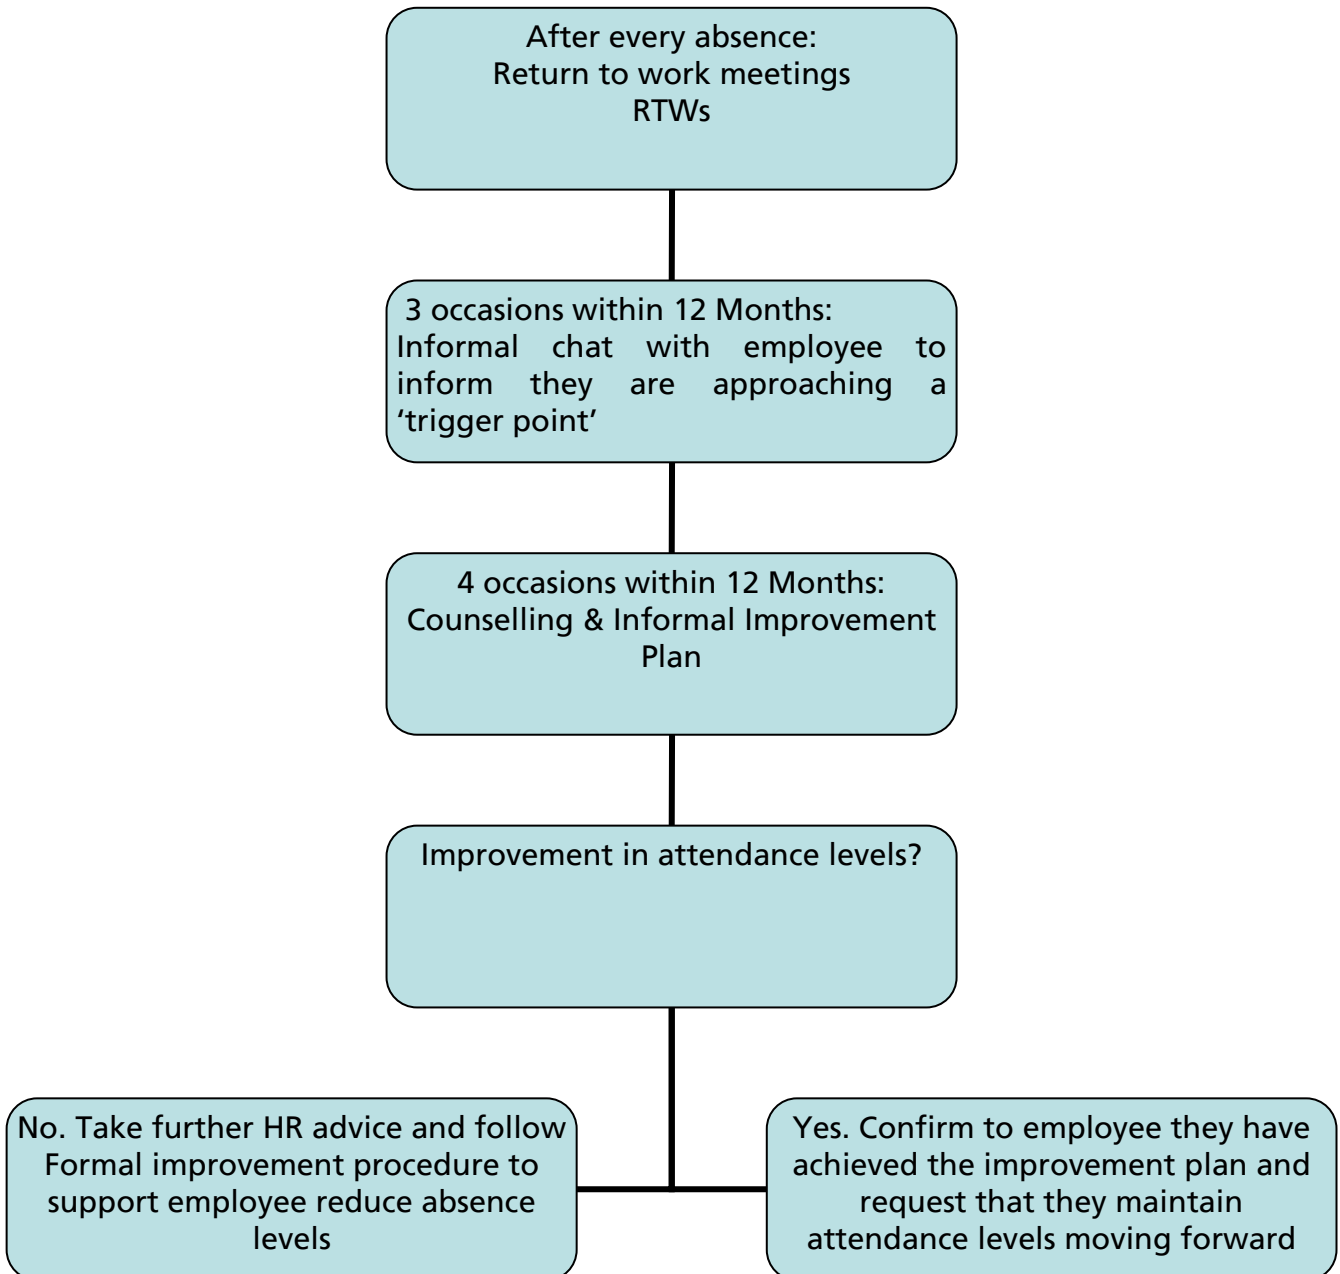 After every absence:
Return to work meetings
RTWs
3 occasions within 12 Months:
Informal chat with employee to
inform they are approaching a
‘trigger point’
4 occasions within 12 Months:
Counselling & Informal Improvement
Plan
Improvement in attendance levels?
No. Take further HR advice and follow
Formal improvement procedure to
support employee reduce absence
levels
Yes. Confirm to employee they have
achieved the improvement plan and
request that they maintain
attendance levels moving forward